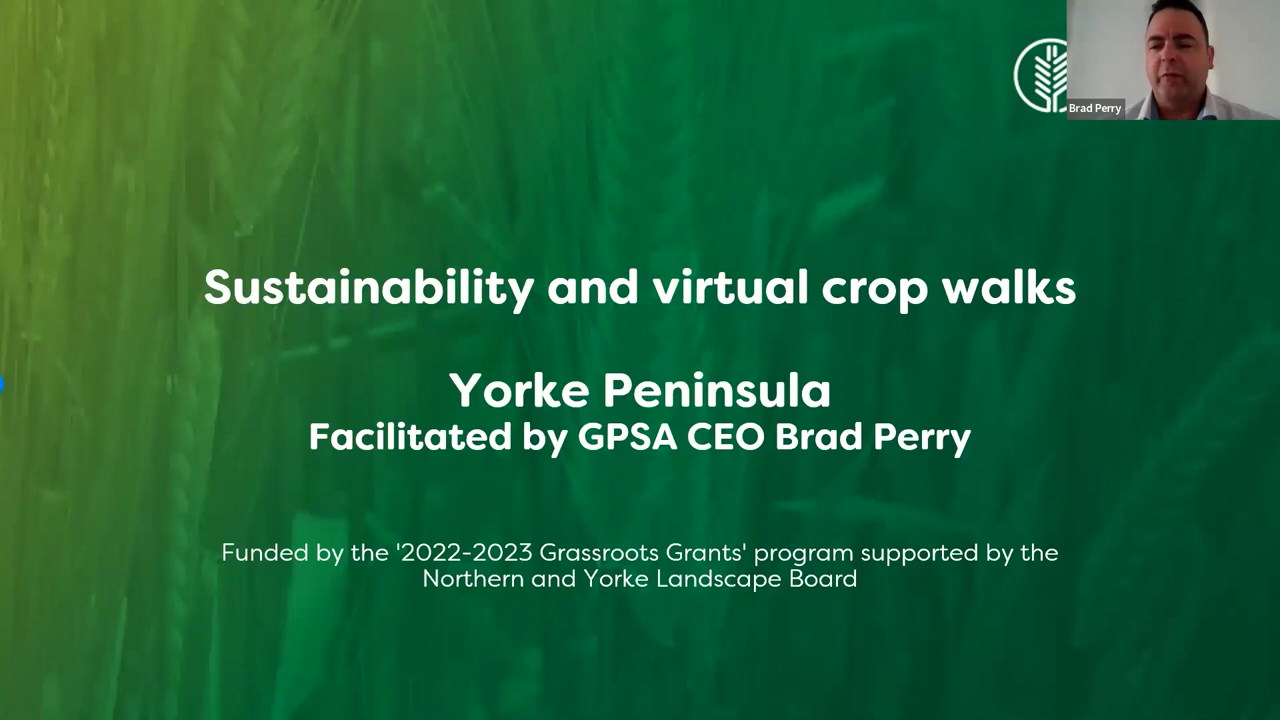 Brad Perry
Sustainability and virtual crop walks
Yorke Peninsula
Facilitated by GPSA CEO Brad Perry
Funded by the '2022-2023 Grassroots Grants' program supported by the
Northern and Yorke Landscape Board